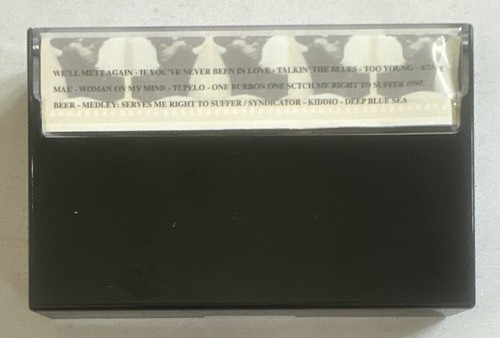 WE'LL MET AGAIN - IF YOU'VE NEVER BEEN IN LOVE - TALKIN' THE BLUES - TOO YOUNG - ANNIE
MAE - WOMAN ON MY MIND - TUPELO - ONE BURBON ONE SCTCH ME RIGHT TO SUFFER ONE
BEER - MEDLEY: SERVES ME RIGHT TO SUFFER / SYNDICATOR - KIDDIO - DEEP BLUE SEA